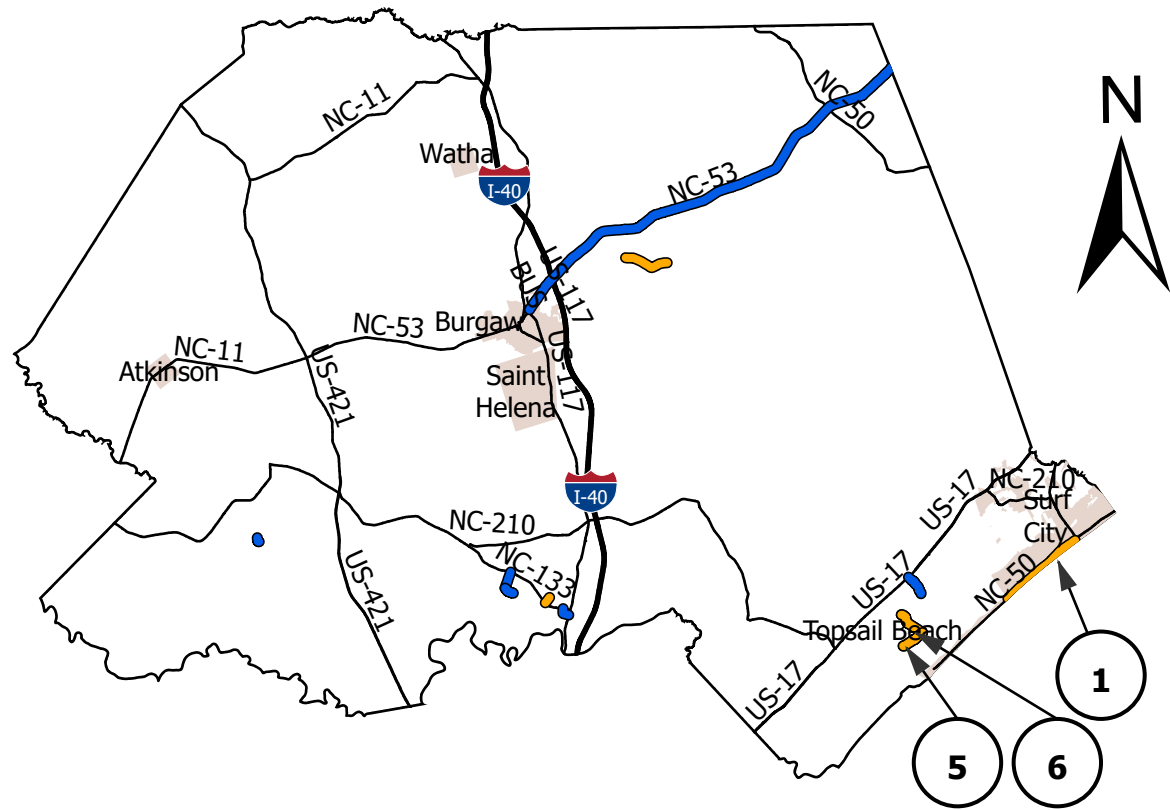 N
NC-11
NC-50
Watha
I-40
NC-53
US-117
BUS
Burgaw
NC-53
NC-11
Atkinson
US-421
US-117
Saint
Helena
I-40
NC-210
US-17
Surf
City
NC-210
NC-133
US-421
US-17
NC-50
Topsail Beach
US-17
1
5
6